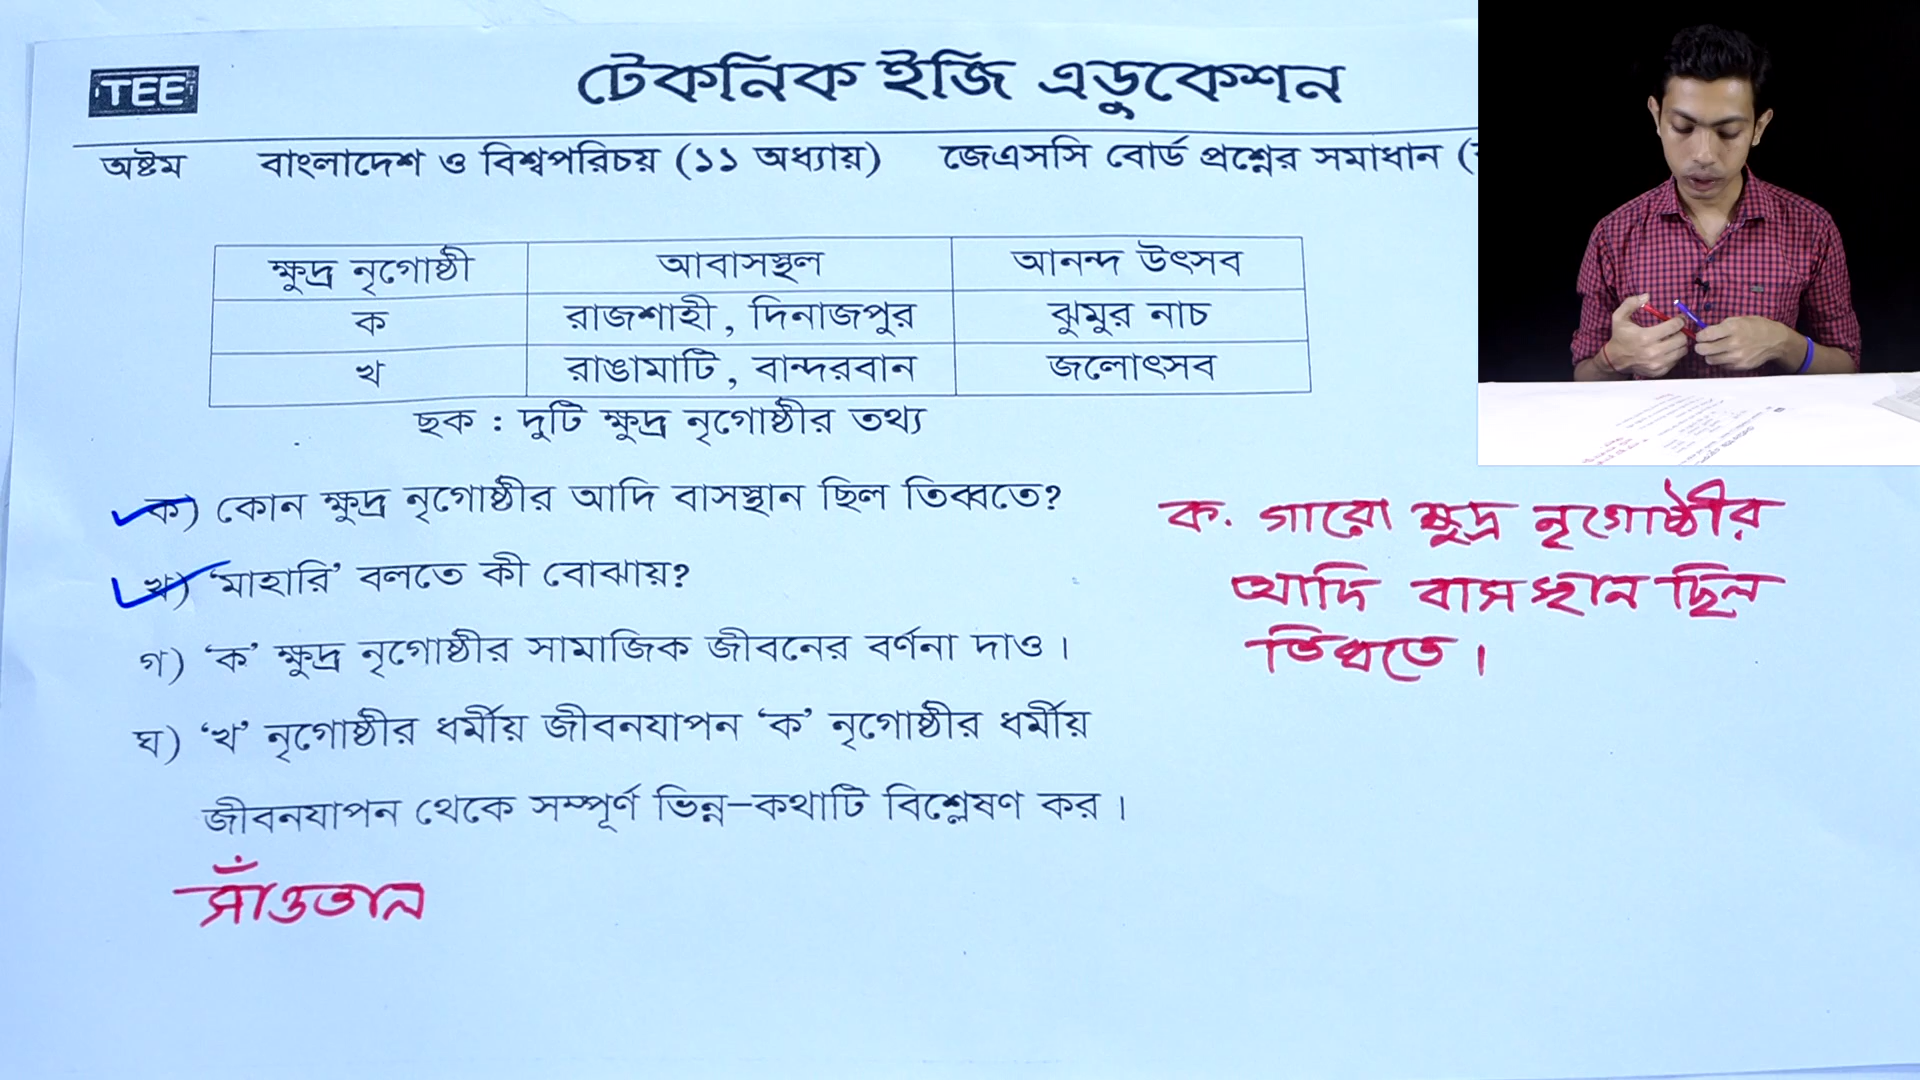 TEE
টেকনিক ইজি এডুকেশন
অষ্টম বাংলাদেশ ও বিশ্বপরিচয় (১১ অধ্যায়) জেএসসি বোর্ড প্রশ্নের সমাধান (
ক্ষুদ্র নৃগোষ্ঠী আবাসস্থল আনন্দ উৎসব
ক রাজশাহী, দিনাজপুর ঝুমুর নাচ
খ রাঙামাটি, বান্দরবান জলোৎসব
ছক : দুটি ক্ষুদ্র নৃগোষ্ঠীর তথ্য
ক) কোন ক্ষুদ্র নৃগোষ্ঠীর আদি বাসস্থান ছিল তিব্বতে?
খ) ‘মাহারি’ বলতে কী বোঝায়?
গ) ‘ক’ ক্ষুদ্র নৃগোষ্ঠীর সামাজিক জীবনের বর্ণনা দাও।
ঘ) ‘খ’ নৃগোষ্ঠীর ধর্মীয় জীবনযাপন ‘ক’ নৃগোষ্ঠীর ধর্মীয়
জীবনযাপন থেকে সম্পূর্ণ ভিন্ন–কথাটি বিশ্লেষণ কর।
সাঁওতাল
ক. গারো ক্ষুদ্র নৃগোষ্ঠীর
আদি বাসস্থান ছিল
তিব্বতে।